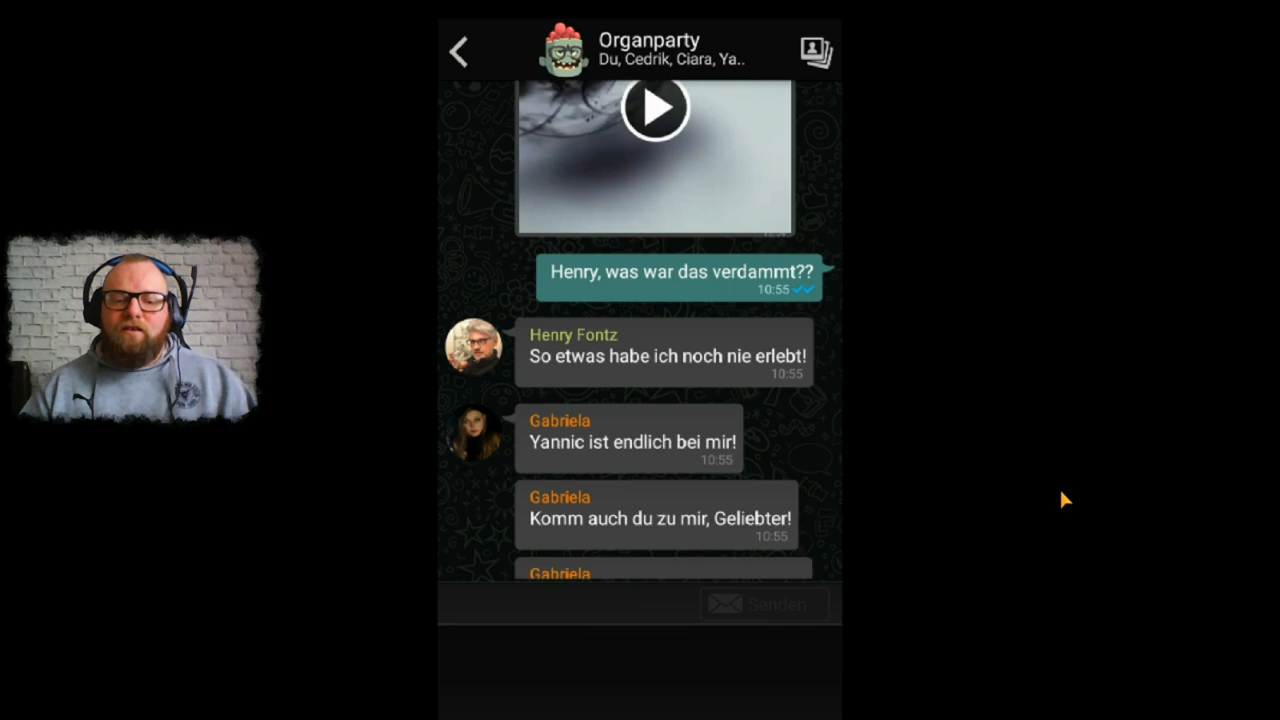 Organparty
Du, Cedrik, Ciara, Ya..
Henry, was war das verdammt??
10:55
Henry Fontz
So etwas habe ich noch nie erlebt!
10:55
Gabriela
Yannic ist endlich bei mir!
10:55
Gabriela
Komm auch du zu mir, Geliebter!
10:55
Gabriela
Senden